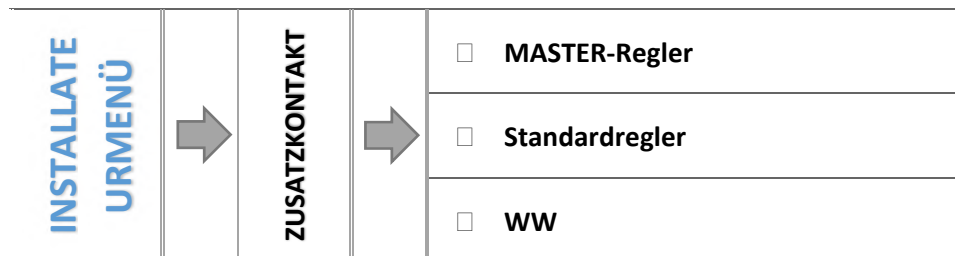 INSTALLATE
URMENÜ
ZUSATZKONTAKT
□ MASTER-Regler
□ Standardregler
□ WW